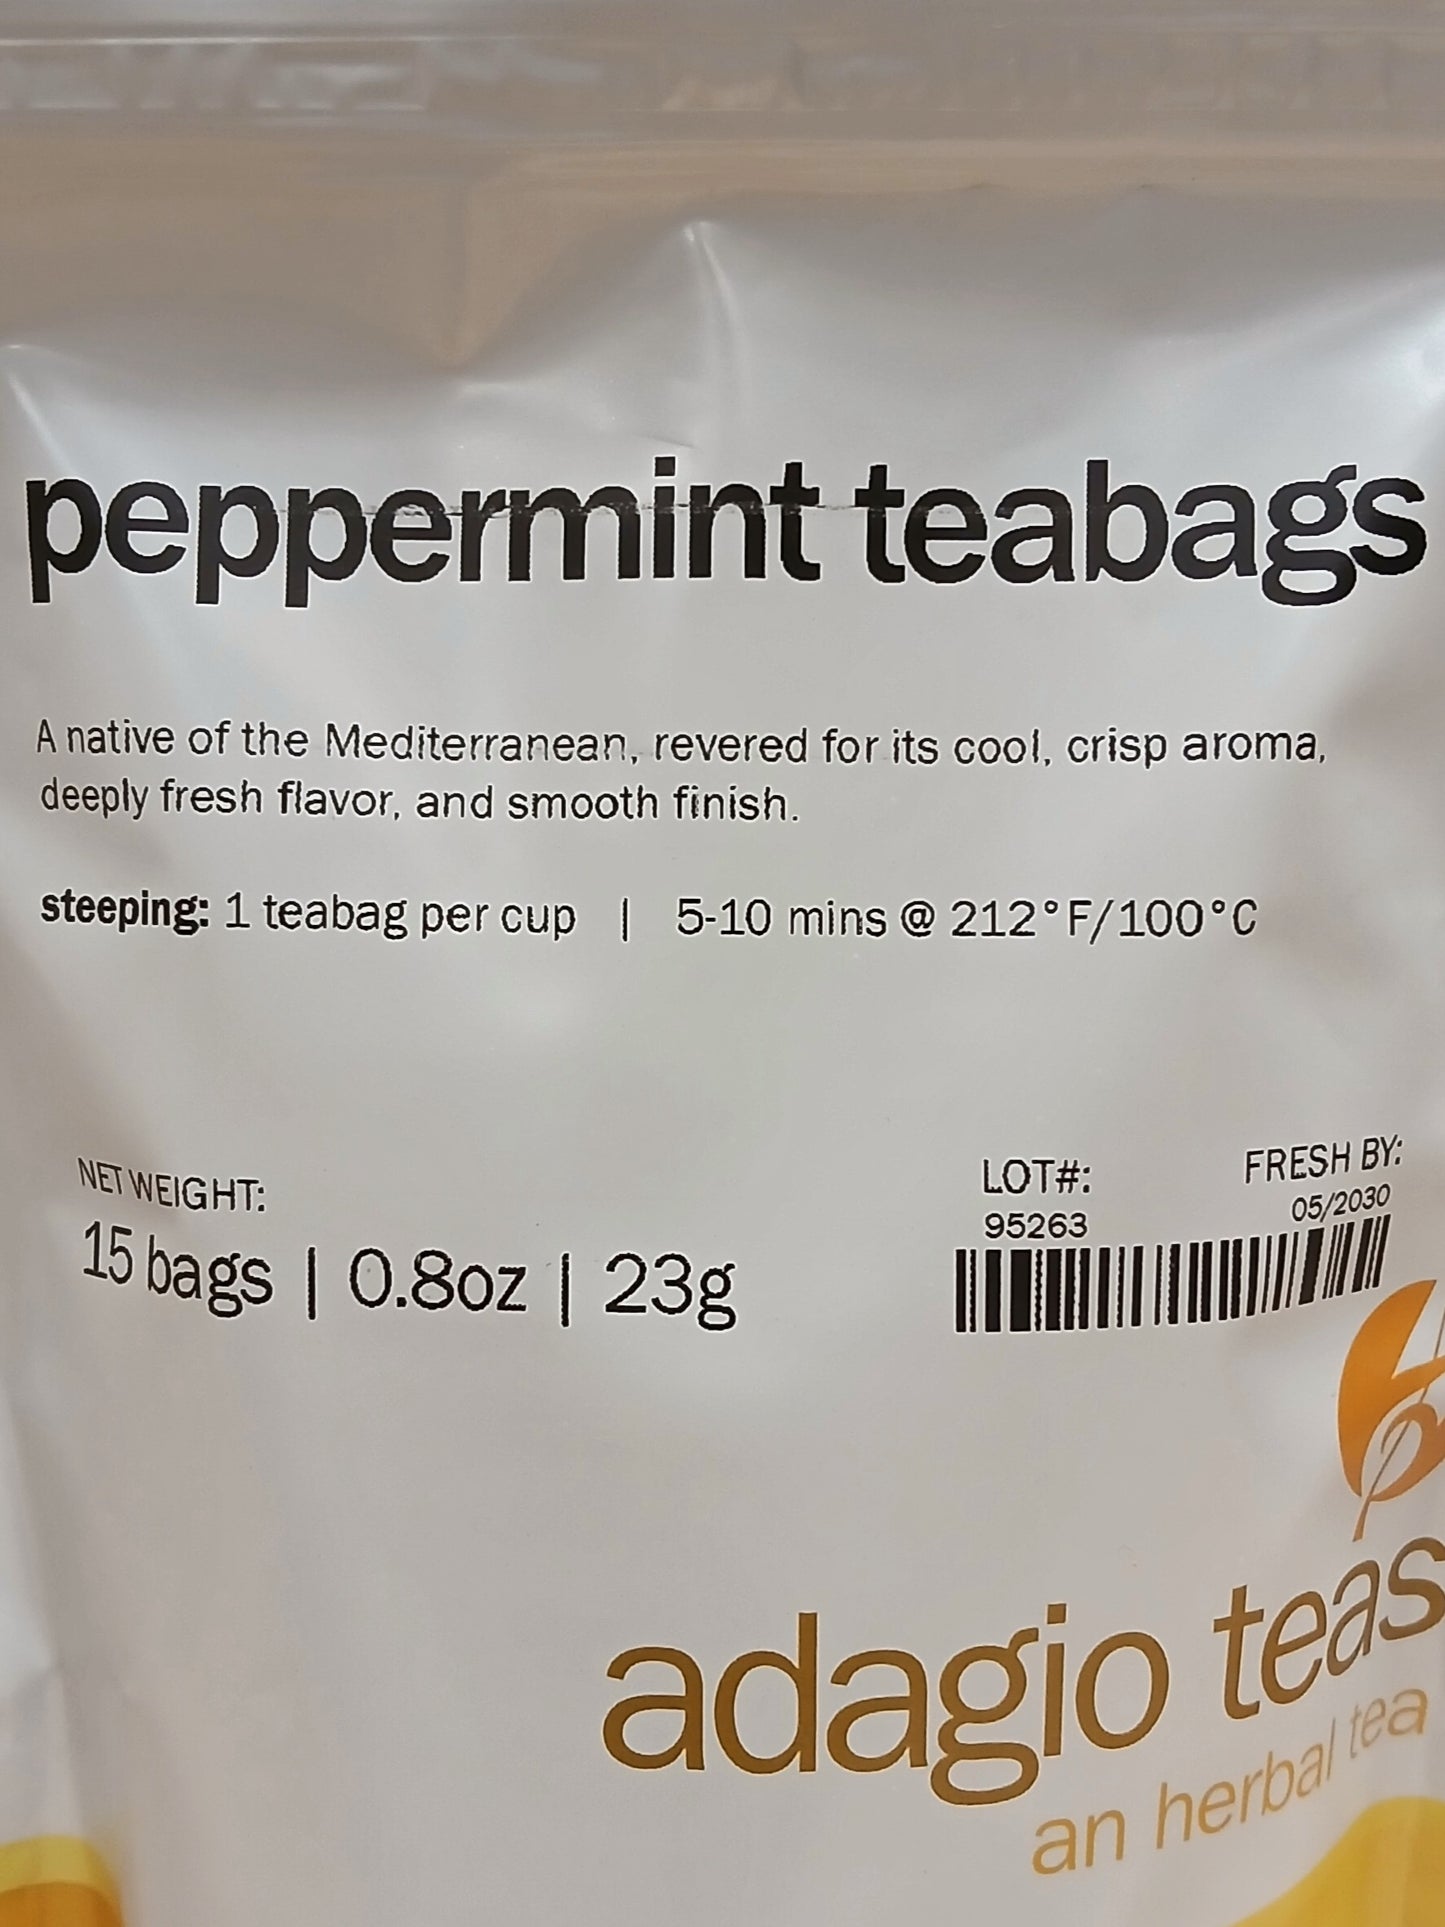 peppermint teabags
A native of the Mediterranean, revered for its cool, crisp aroma,
deeply fresh flavor, and smooth finish.
steeping: 1 teabag per cup | 5-10 mins @ 212°F/100°C
NET WEIGHT:
15 bags | 0.8oz | 23g
LOT#:
95263
FRESH BY:
05/2030
adagio teas
an herbal tea